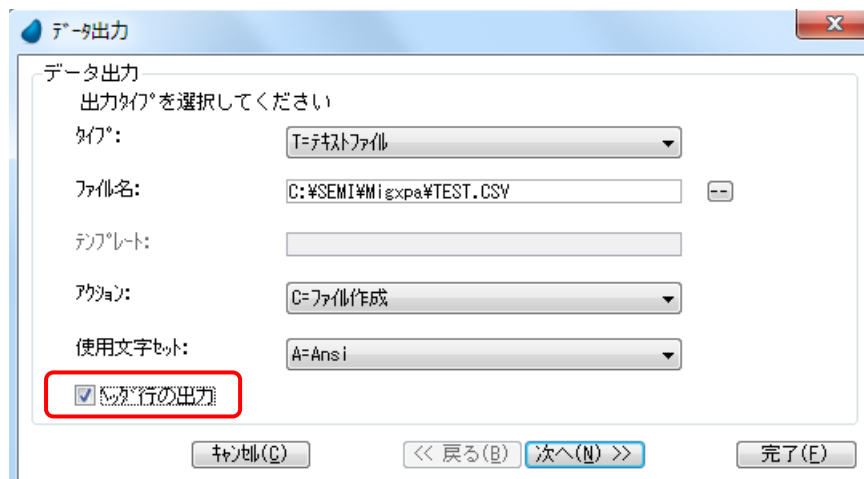 ﾃﾞｰﾀ出力
データ出力
出力ﾀｲﾌﾟを選択してください
ﾀｲﾌﾟ: T=ﾃｷｽﾄﾌｧｲﾙ
ﾌｧｲﾙ名: C:¥SEMI¥Migxpa¥TEST.CSV --
ﾃﾝﾌﾟﾚｰﾄ:
ｱｸｼｮﾝ: C=ﾌｧｲﾙ作成
使用文字ｾｯﾄ: A=Ansi
ﾍｯﾀﾞ行の出力
ｷｬﾝｾﾙ(C) << 戻る(B) 次へ(N) >> 完了(F)